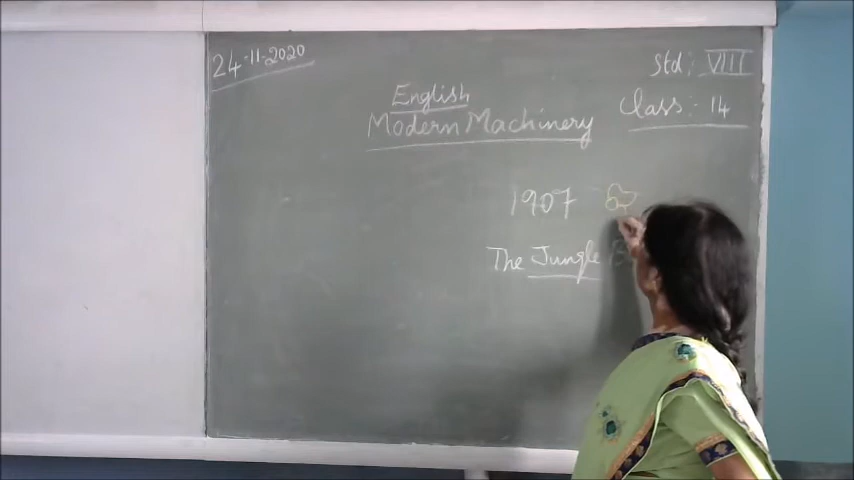 24-11-2020
Std: VIII
English
Class: 14
Modern Machinery
1907
The Jungle